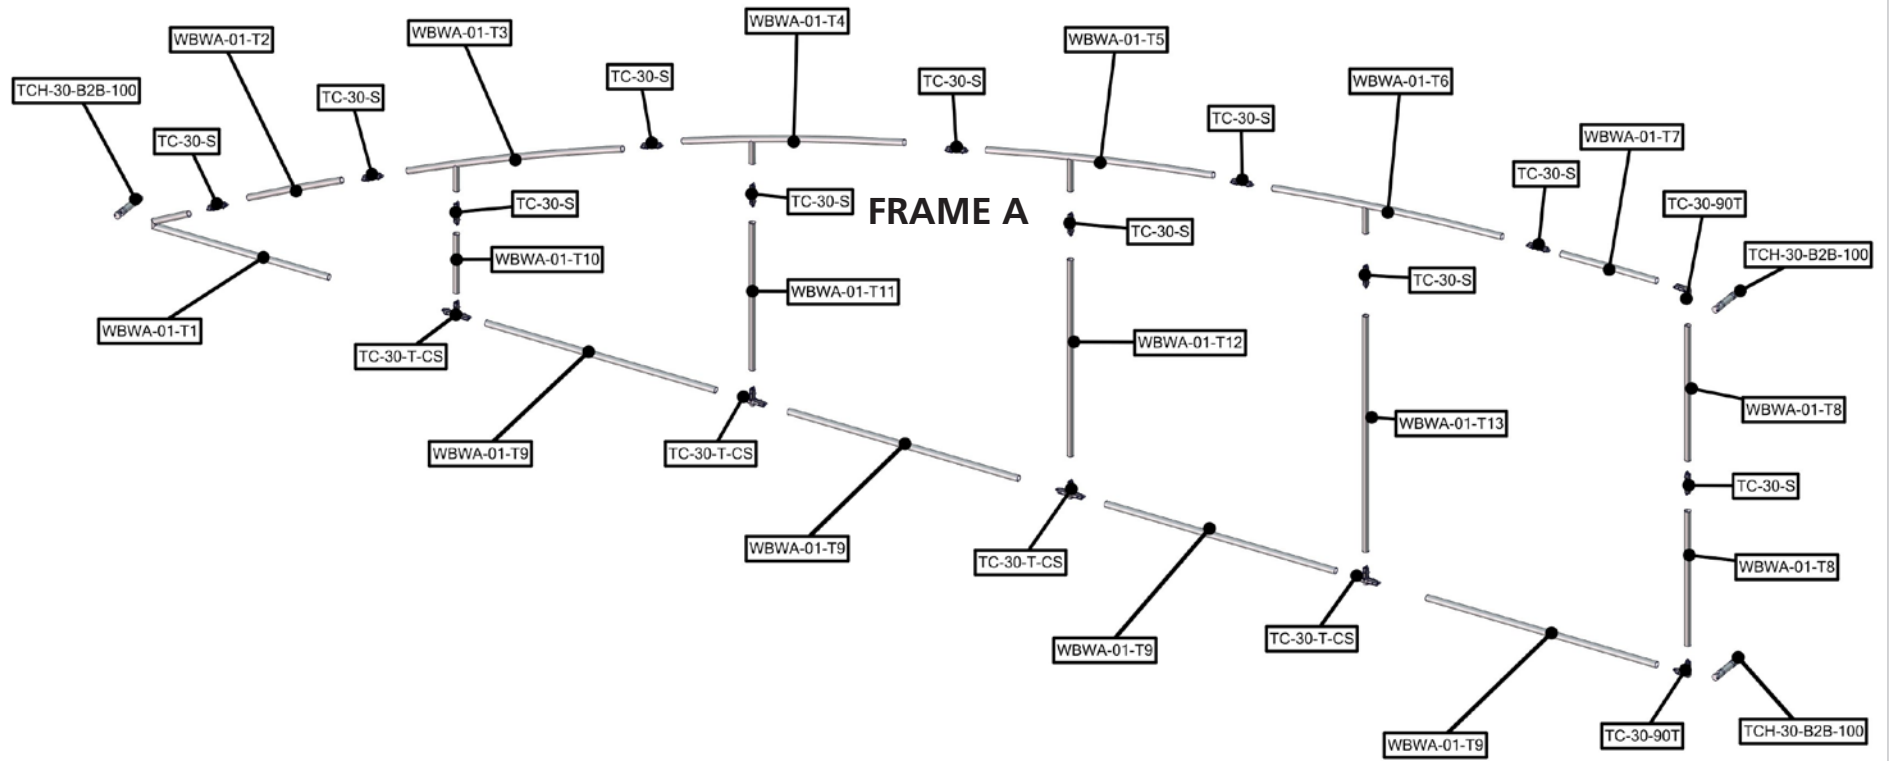 WBWA-01-T4
WBWA-01-T3
WBWA-01-T2
WBWA-01-T5
TC-30-S
TC-30-S
WBWA-01-T6
TCH-30-B2B-100
TC-30-S
TC-30-S
WBWA-01-T7
TC-30-S
TC-30-S
TC-30-S
TC-30-S
TC-30-90T
FRAME A
TC-30-S
TCH-30-B2B-100
WBWA-01-T10
TC-30-S
WBWA-01-T11
WBWA-01-T1
WBWA-01-T12
TC-30-T-CS
WBWA-01-T8
WBWA-01-T13
WBWA-01-T9
TC-30-T-CS
TC-30-S
WBWA-01-T9
TC-30-T-CS
WBWA-01-T8
TC-30-T-CS
WBWA-01-T9
TCH-30-B2B-100
TC-30-90T
WBWA-01-T9